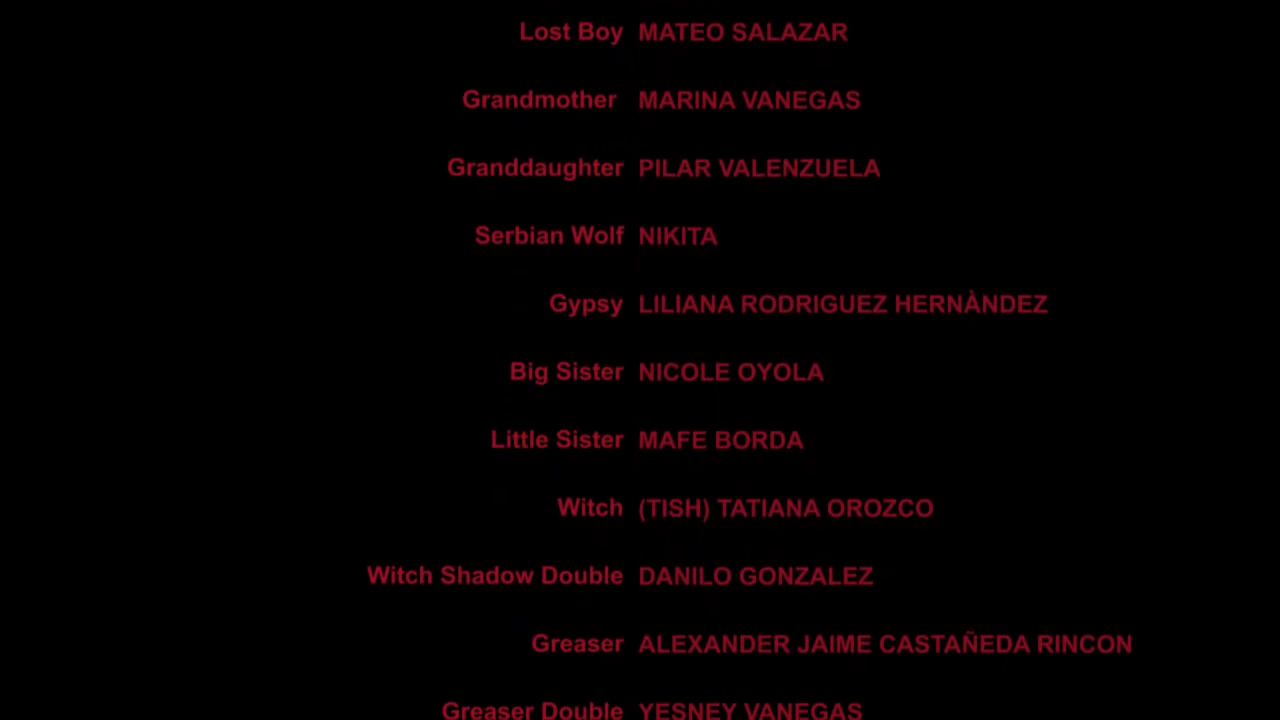 Lost Boy MATEO SALAZAR
Grandmother MARINA VANEGAS
Granddaughter PILAR VALENZUELA
Serbian Wolf NIKITA
Gypsy LILIANA RODRIGUEZ HERNÀNDEZ
Big Sister NICOLE OYOLA
Little Sister MAFE BORDA
Witch (TISH) TATIANA OROZCO
Witch Shadow Double DANILO GONZALEZ
Greaser ALEXANDER JAIME CASTAÑEDA RINCON
Greaser Double YESNEY VANEGAS